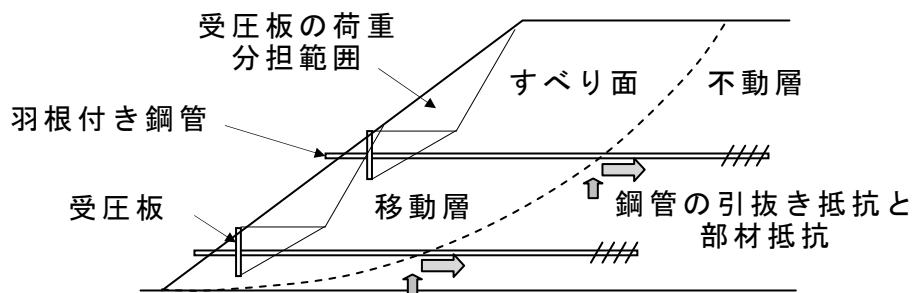 受圧板の荷重
分担範囲
すべり面
不動層
羽根付き鋼管
受圧板
移動層
鋼管の引抜き抵抗と
部材抵抗